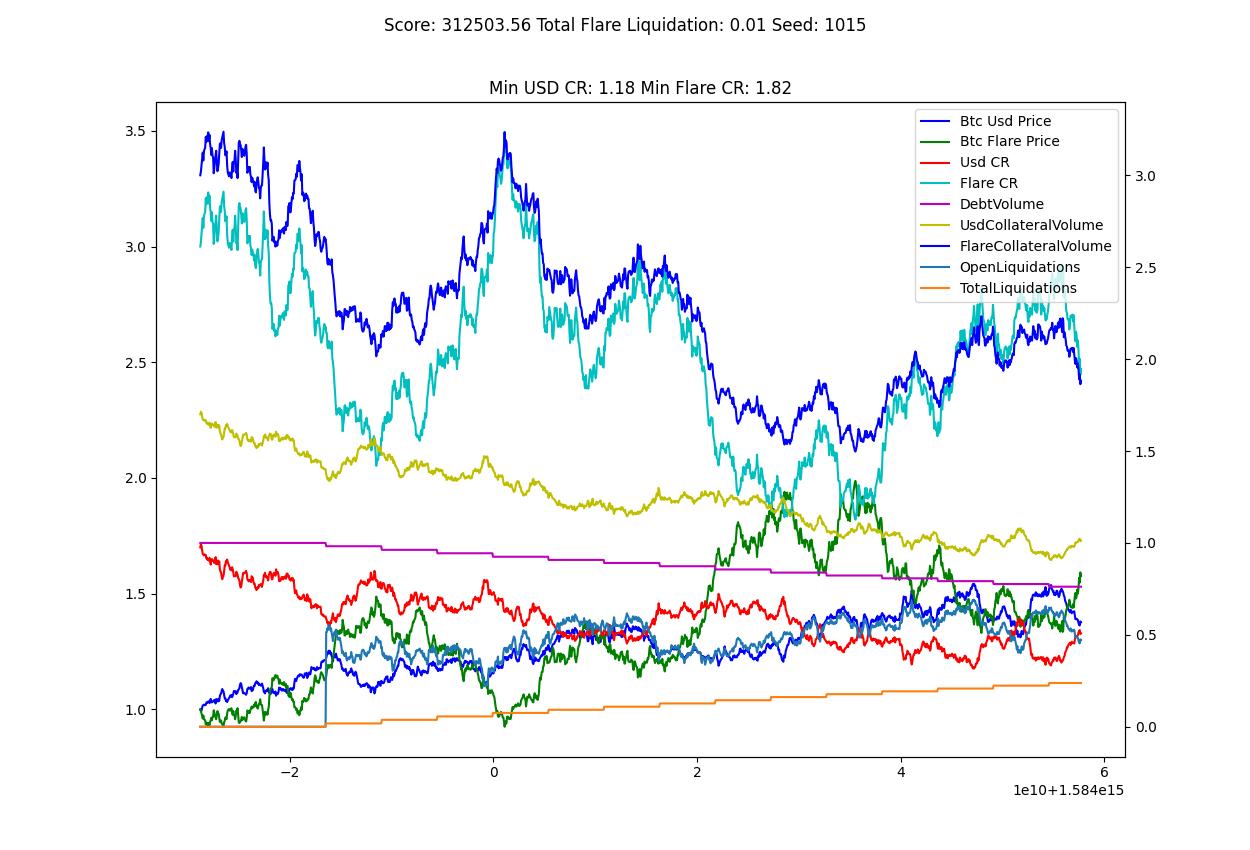 Score: 312503.56 Total Flare Liquidation: 0.01 Seed: 1015
Min USD CR: 1.18 Min Flare CR: 1.82
Btc Usd Price
Btc Flare Price
Usd CR
Flare CR
DebtVolume
UsdCollateralVolume
FlareCollateralVolume
OpenLiquidations
TotalLiquidations
3.5
3.0
2.5
2.0
1.5
1.0
3.0
2.5
2.0
1.5
1.0
0.5
0.0
−2
0
2
4
6
1e10+1.584e15